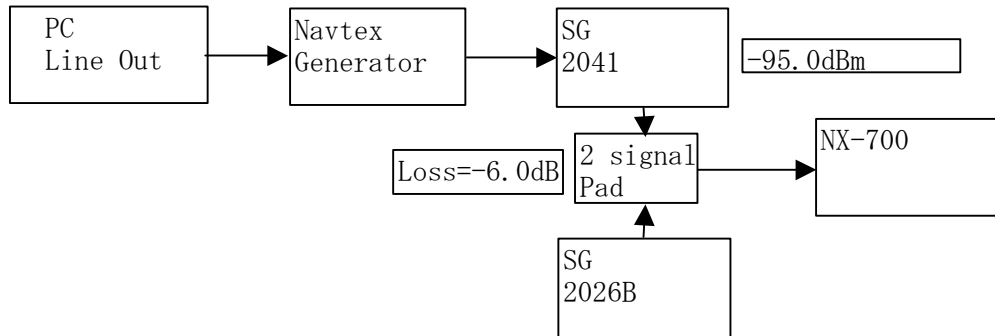 PC
Line Out
Navtex
Generator
SG
2041
-95.0dBm
NX-700
Loss=-6.0dB
2 signal
Pad
SG
2026B